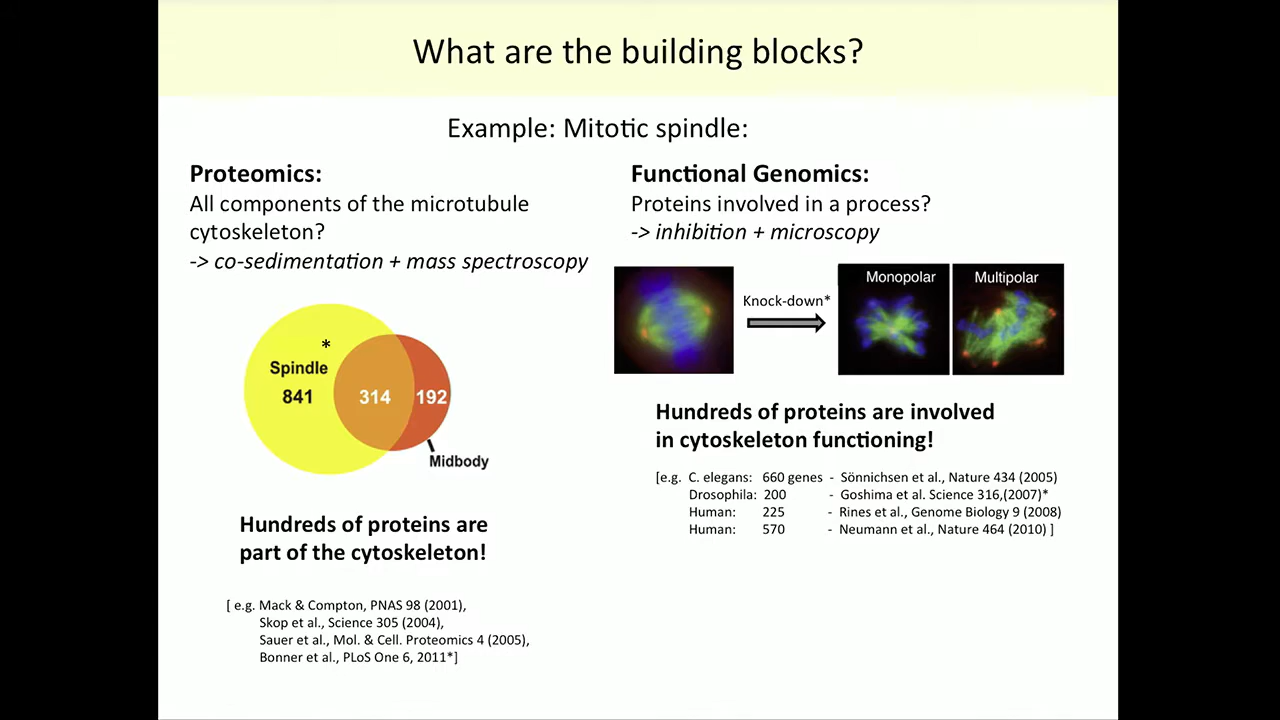 What are the building blocks?
Example: Mitotic spindle:
Proteomics:
All components of the microtubule
cytoskeleton?
-> co-sedimentation + mass spectroscopy
*
Spindle
841
314
192
Midbody
Hundreds of proteins are
part of the cytoskeleton!
[ e.g. Mack & Compton, PNAS 98 (2001),
Skop et al., Science 305 (2004),
Sauer et al., Mol. & Cell. Proteomics 4 (2005),
Bonner et al., PLoS One 6, 2011*]
Functional Genomics:
Proteins involved in a process?
-> inhibition + microscopy
Knock-down*
Monopolar
Multipolar
Hundreds of proteins are involved
in cytoskeleton functioning!
[e.g. C. elegans: 660 genes - Sönnichsen et al., Nature 434 (2005)
Drosophila: 200 - Goshima et al. Science 316,(2007)*
Human: 225 - Rines et al., Genome Biology 9 (2008)
Human: 570 - Neumann et al., Nature 464 (2010) ]